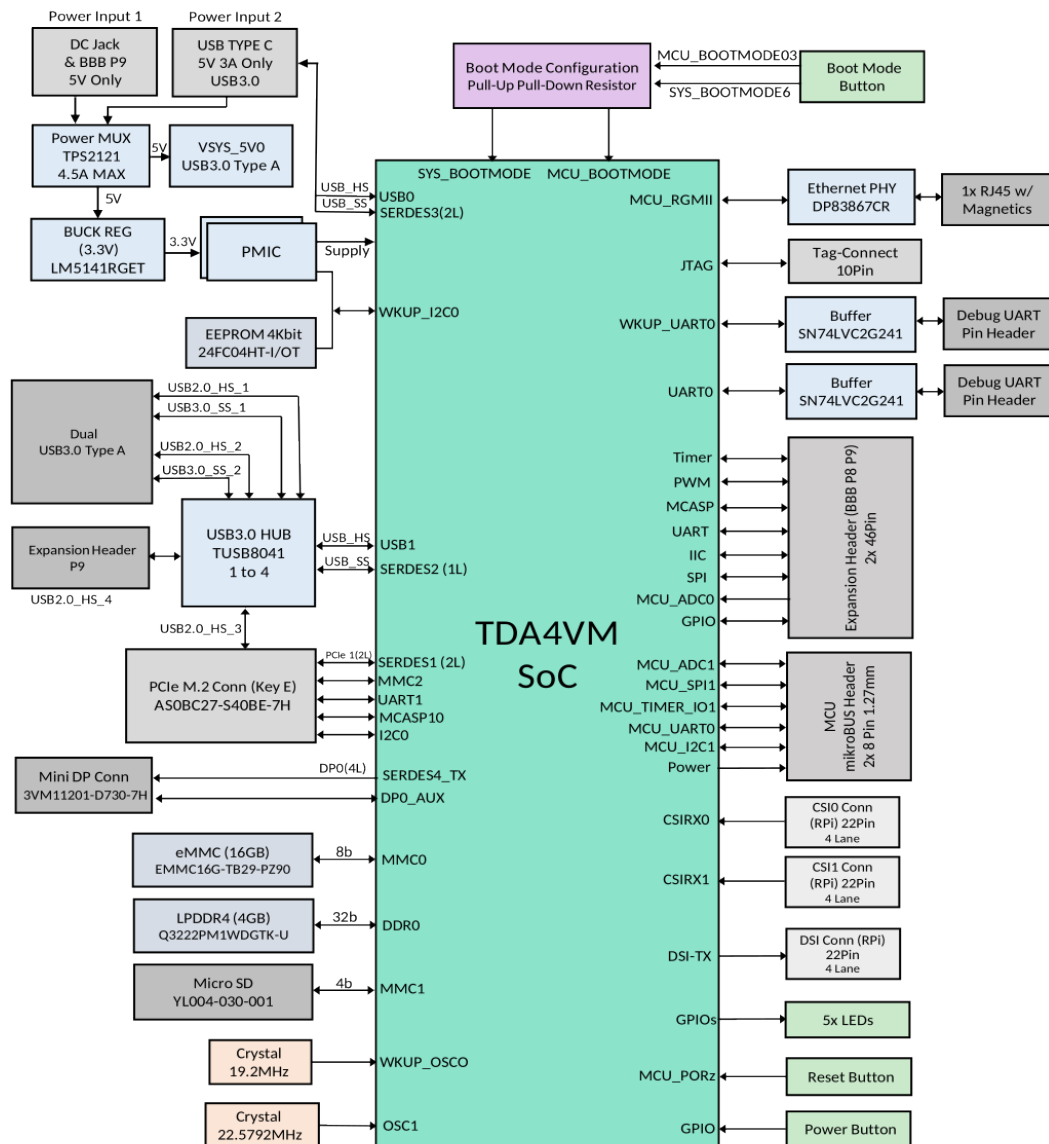 Power Input 1
Power Input 2
DC Jack
& BBB P9
5V Only
USB TYPE C
5V 3A Only
USB3.0
Power MUX
TPS2121
4.5A MAX
5V
VSYS_5V0
USB3.0 Type A
5V
BUCK REG
(3.3V)
LM5141RGET
3.3V
PMIC
Supply
EEPROM 4Kbit
24FC04HT-I/OT
USB_HS
USB_SS
USB0
SERDES3(2L)
WKUP_I2C0
Boot Mode Configuration
Pull-Up Pull-Down Resistor
MCU_BOOTMODE03
SYS_BOOTMODE6
Boot Mode
Button
SYS_BOOTMODE
MCU_BOOTMODE
Dual
USB3.0 Type A
USB2.0_HS_1
USB3.0_SS_1
USB2.0_HS_2
USB3.0_SS_2
USB3.0 HUB
TUSB8041
1 to 4
Expansion Header
P9
USB2.0_HS_4
USB_HS
USB_SS
USB1
SERDES2 (1L)
USB2.0_HS_3
PCIe M.2 Conn (Key E)
AS0BC27-S40BE-7H
PCIe 1(2L)
SERDES1 (2L)
MMC2
UART1
MCASP10
I2C0
Mini DP Conn
3VM11201-D730-7H
DP0(4L)
SERDES4_TX
DP0_AUX
eMMC (16GB)
EMMC16G-TB29-PZ90
8b
MMC0
LPDDR4 (4GB)
Q3222PM1WDGTK-U
32b
DDR0
Micro SD
YL004-030-001
4b
MMC1
Crystal
19.2MHz
WKUP_OSCO
Crystal
22.5792MHz
OSC1
TDA4VM
SoC
MCU_RGMII
Ethernet PHY
DP83867CR
1x RJ45 w/
Magnetics
JTAG
Tag-Connect
10Pin
WKUP_UART0
Buffer
SN74LVC2G241
Debug UART
Pin Header
UART0
Buffer
SN74LVC2G241
Debug UART
Pin Header
Timer
PWM
MCASP
UART
IIC
SPI
MCU_ADC0
GPIO
Expansion Header (BBB P8 P9)
2x 46Pin
MCU_ADC1
MCU_SPI1
MCU_TIMER_IO1
MCU_UART0
MCU_I2C1
Power
MCU
mikroBUS Header
2x 8 Pin 1.27mm
CSIRX0
CSI0 Conn
(RPi) 22Pin
4 Lane
CSIRX1
CSI1 Conn
(RPi) 22Pin
4 Lane
DSI-TX
DSI Conn (RPi)
22Pin
4 Lane
GPIOs
5x LEDs
MCU_PORz
Reset Button
GPIO
Power Button